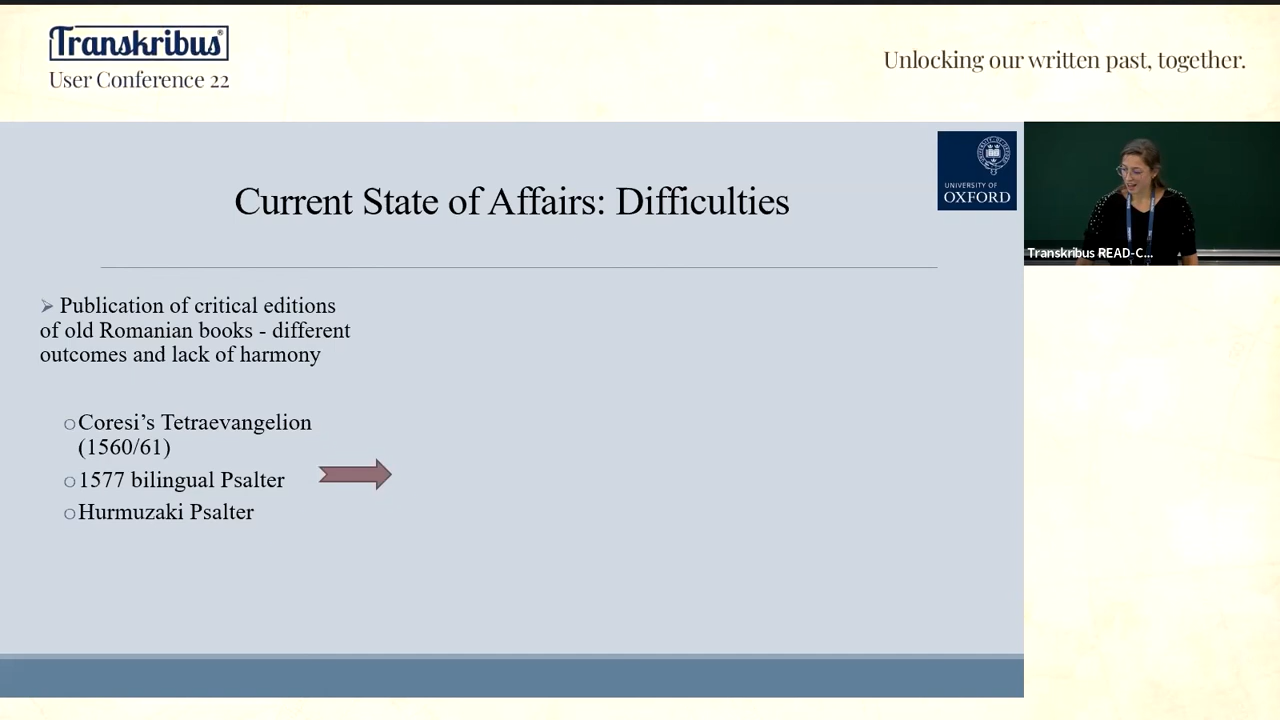 Transkribus®
User Conference 22
Unlocking our written past, together.
UNIVERSITY OF
OXFORD
Current State of Affairs: Difficulties
Transkribus READ-C...
➢ Publication of critical editions
of old Romanian books - different
outcomes and lack of harmony
○Coresi’s Tetraevangelion
(1560/61)
○1577 bilingual Psalter
○Hurmuzaki Psalter